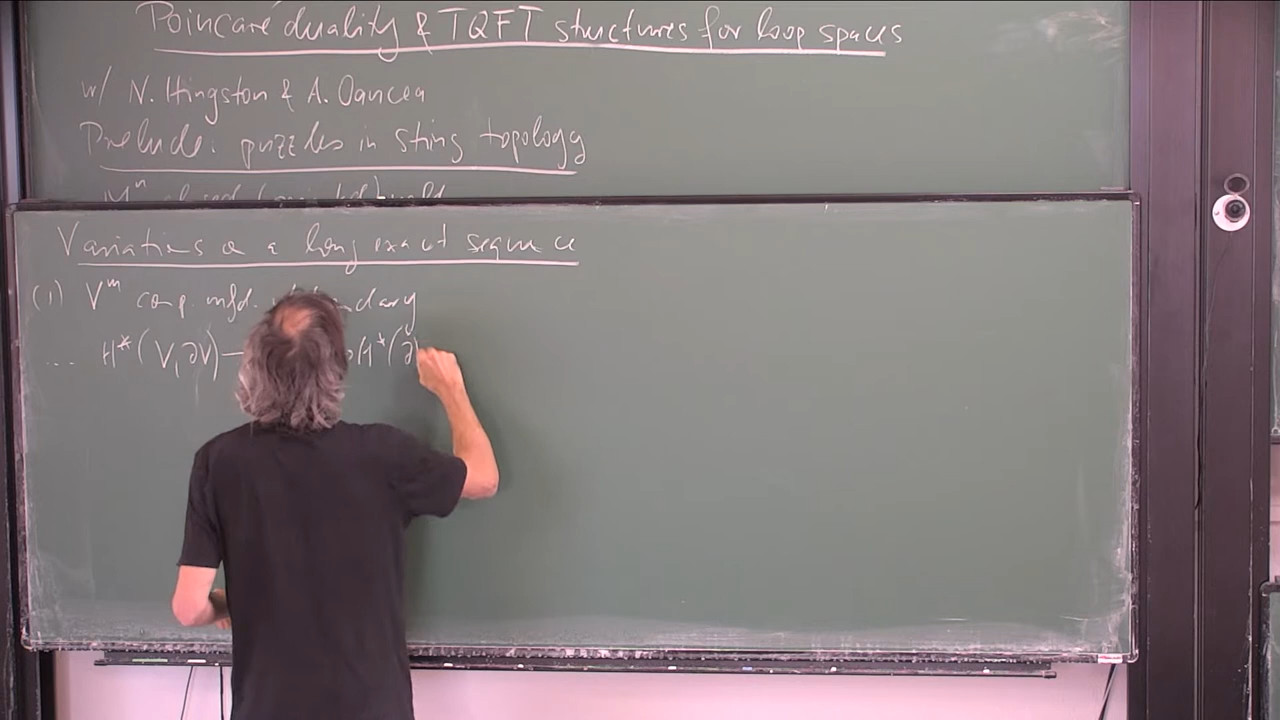 Poincaré duality & TQFT structures for loop spaces
w/ N. Hingston & A. Oancea
Prelude: puzzles in string topology
Variations on a long exact sequence
(1) V^m comp. mfd. boundary
... H*(V,∂V) → H*(∂